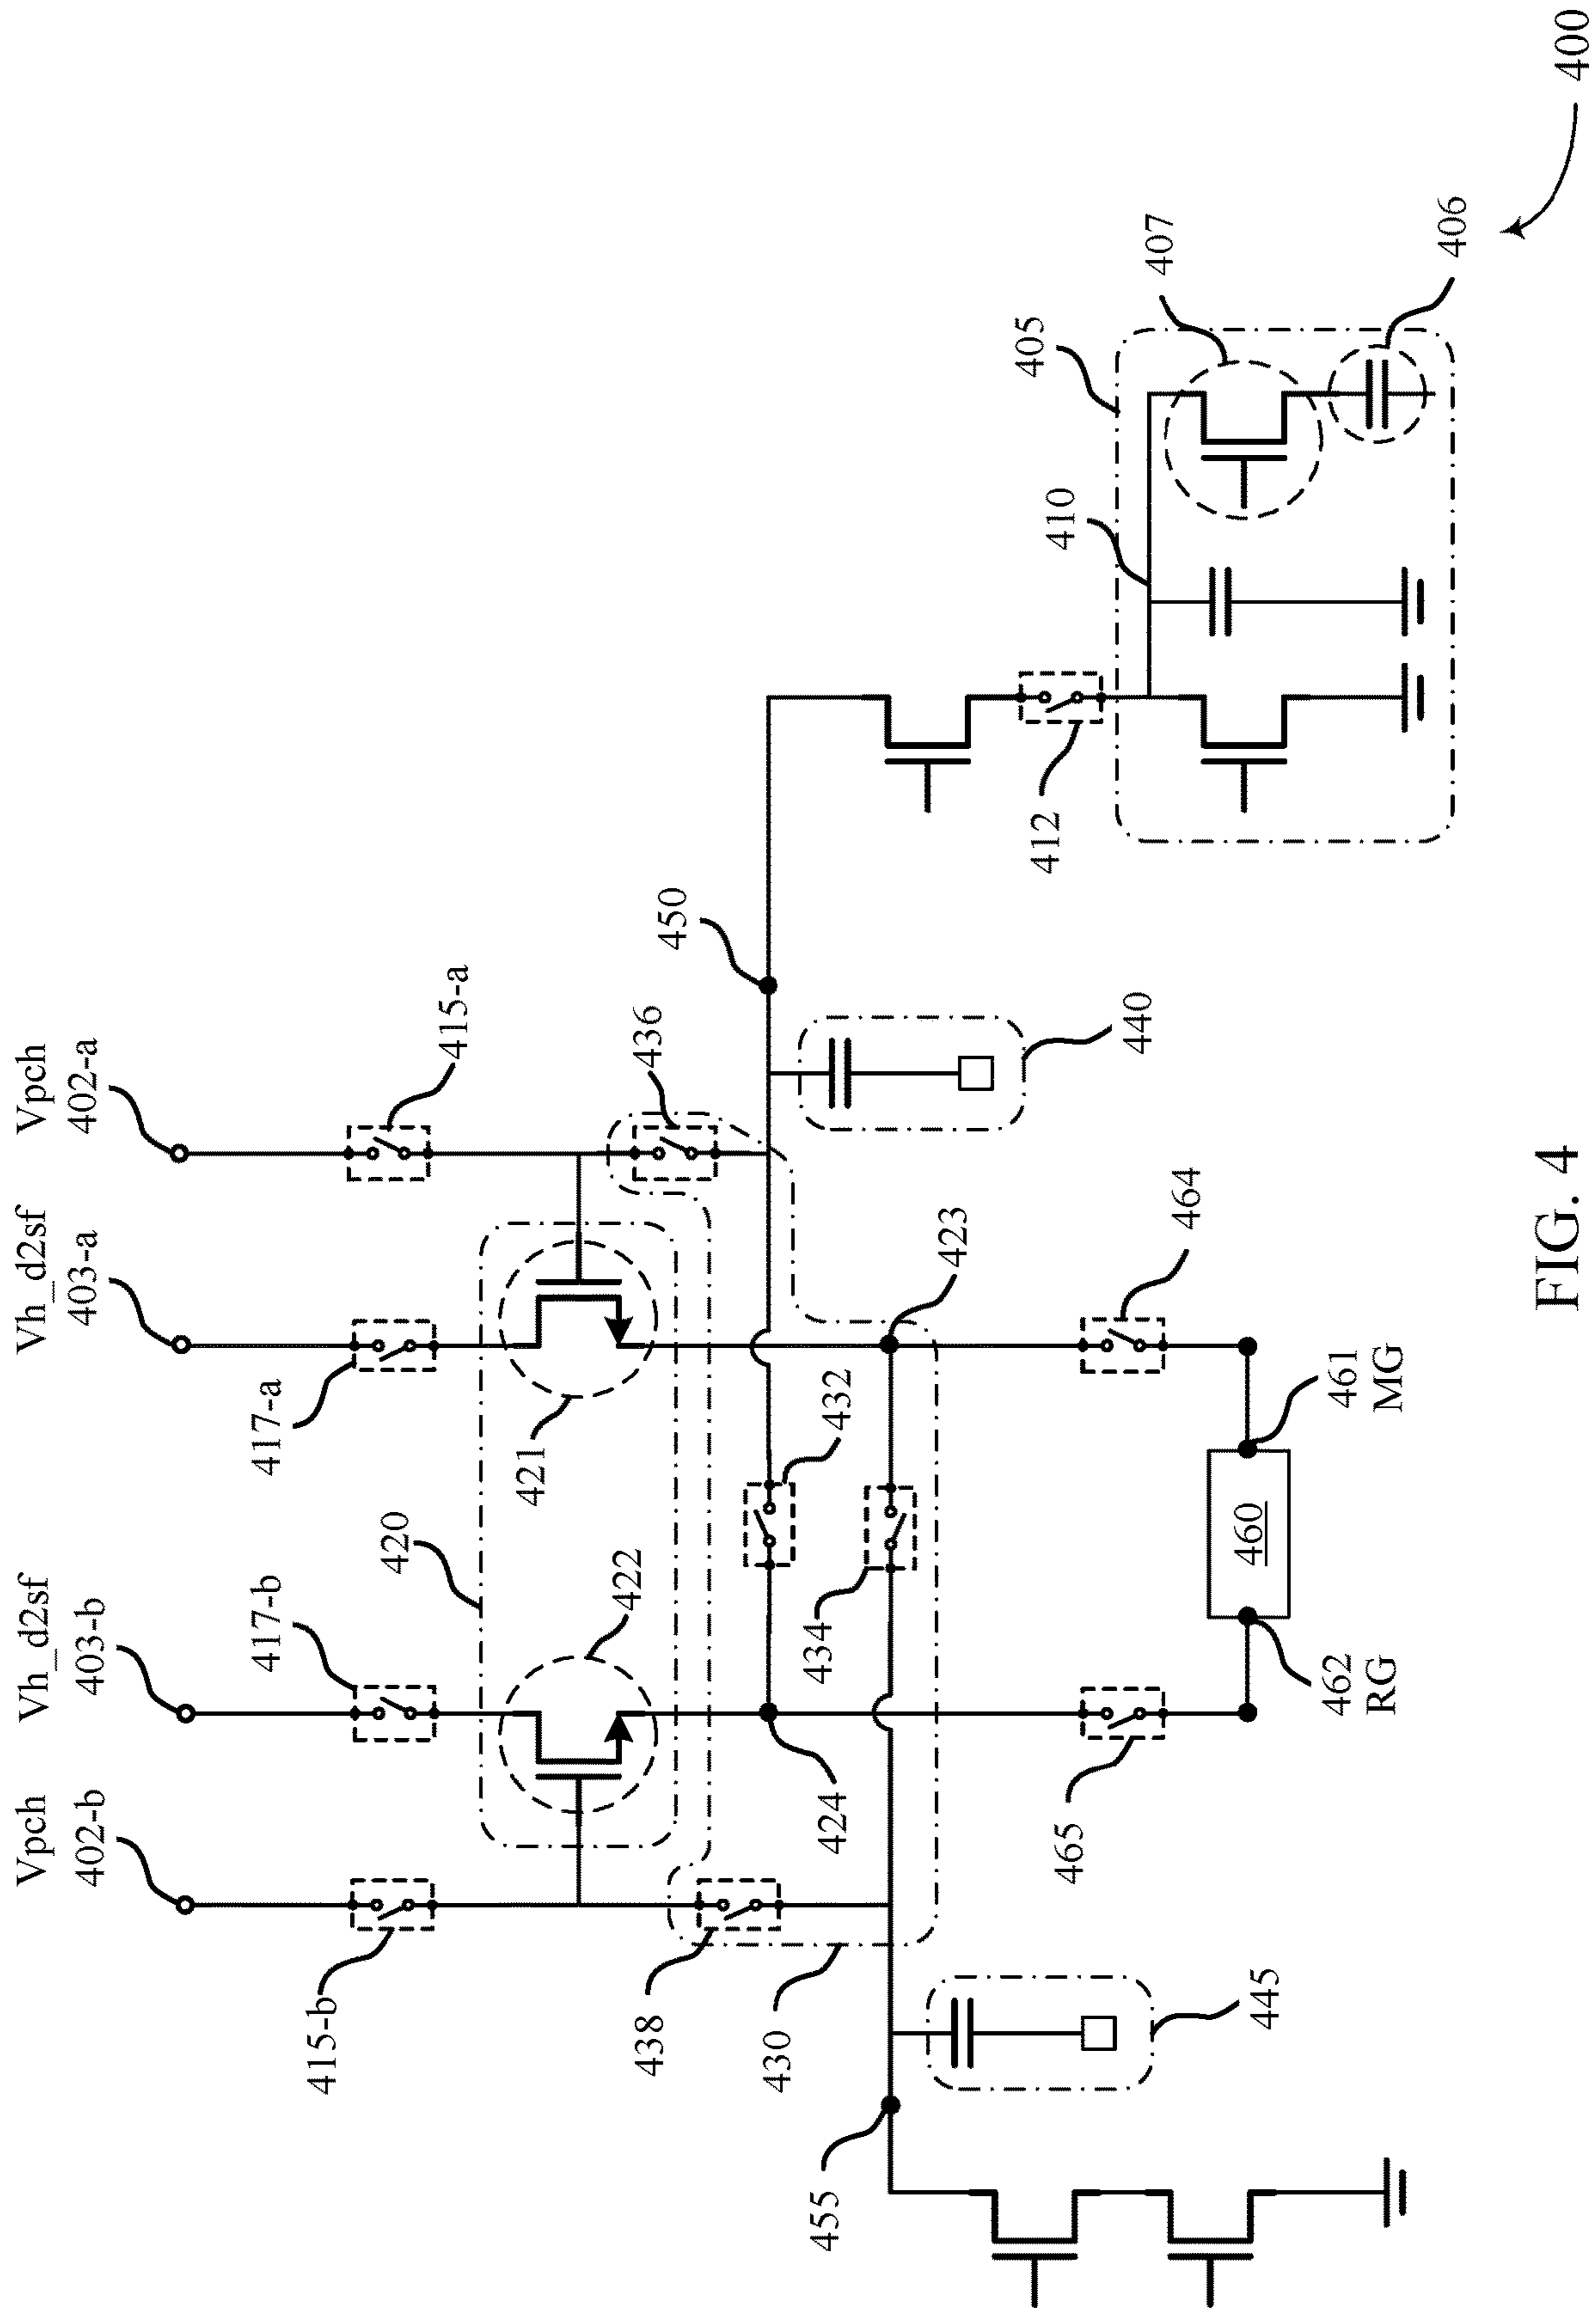 400
Vpch
402-b
Vh_d2sf
403-b
Vh_d2sf
403-a
Vpch
402-a
415-b
417-b
420
417-a
415-a
422
421
436
438
430
424
434
432
423
450
440
455
445
465
462
RG
460
461
MG
464
412
410
405
407
406
FIG. 4